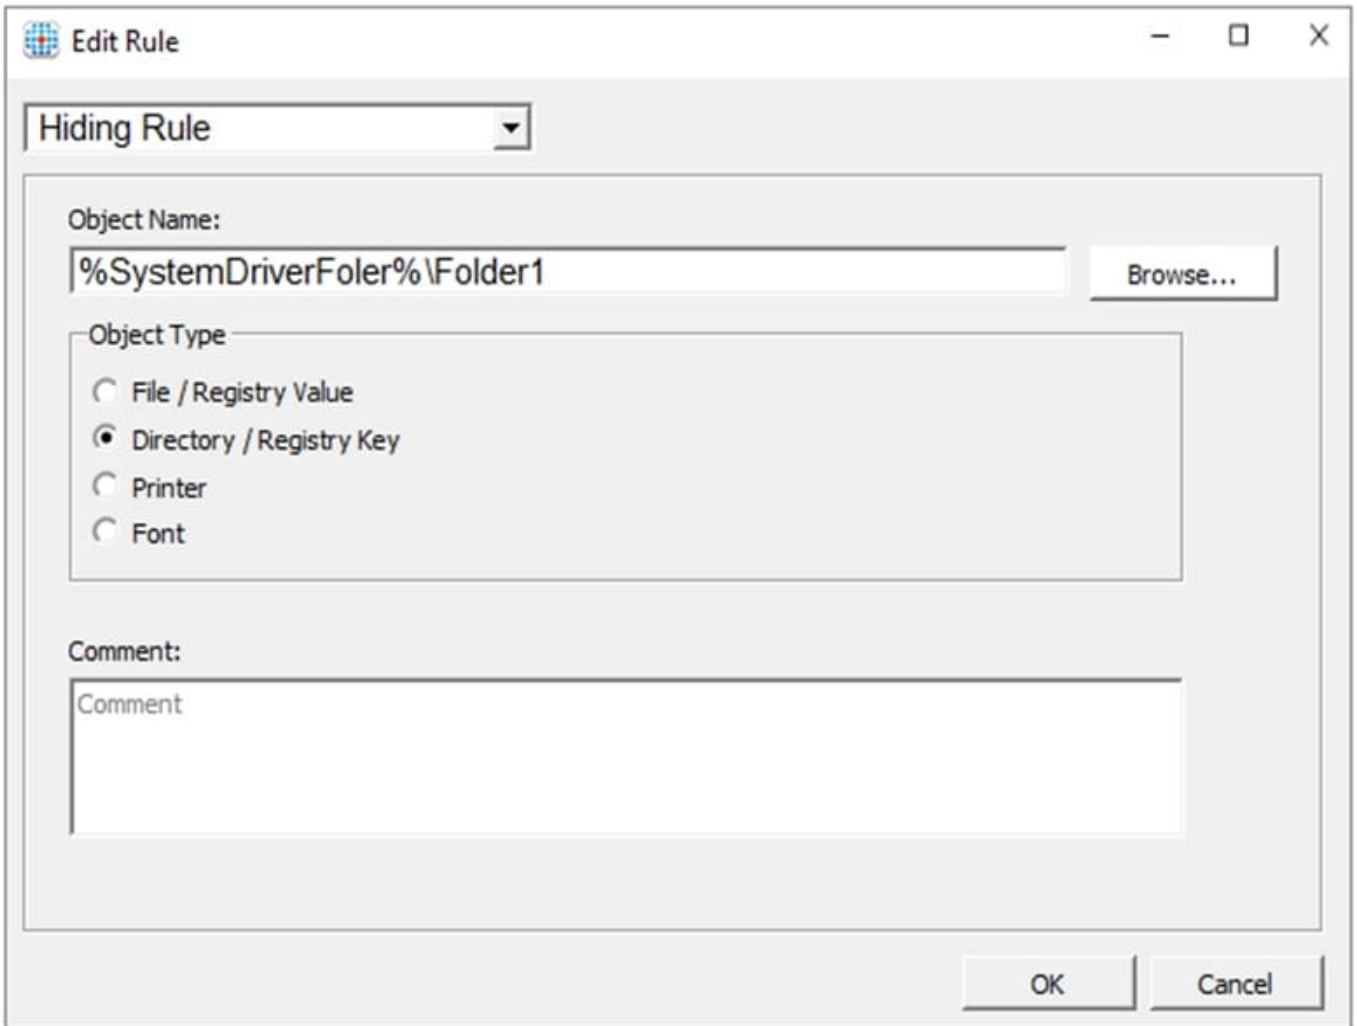 Edit Rule
Hiding Rule
Object Name:
%SystemDriverFoler%\Folder1
Browse...
Object Type
File / Registry Value
Directory / Registry Key
Printer
Font
Comment:
Comment
OK
Cancel